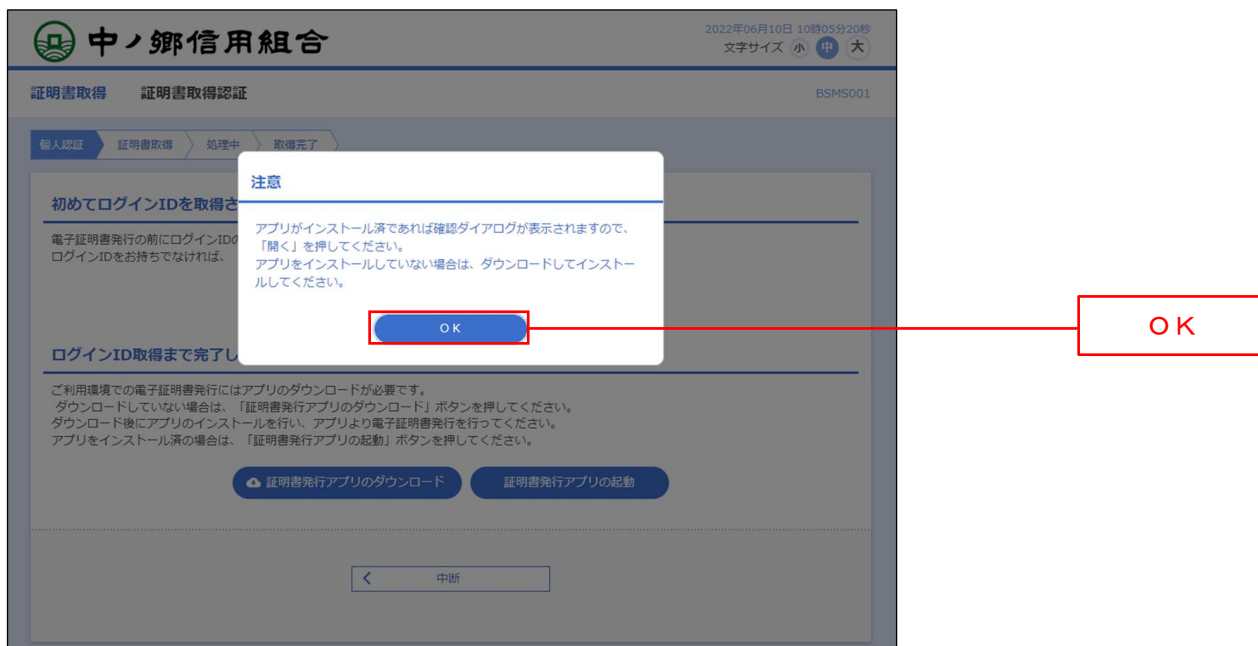 中ノ郷信用組合
2022年06月10日 10時05分20秒
文字サイズ 小 中 大
証明書取得 証明書取得認証
BSMS001
個人認証 証明書取得 処理中 取得完了
注意
初めてログインIDを取得さ
アプリがインストール済であれば確認ダイアログが表示されますので、
「開く」を押してください。
アプリをインストールしていない場合は、ダウンロードしてインストー
ルしてください。
電子証明書発行の前にログインIDの
ログインIDをお持ちでなければ、
OK
OK
ログインID取得まで完了し
ご利用環境での電子証明書発行にはアプリのダウンロードが必要です。
ダウンロードしていない場合は、「証明書発行アプリのダウンロード」ボタンを押してください。
ダウンロード後にアプリのインストールを行い、アプリより電子証明書発行を行ってください。
アプリをインストール済の場合は、「証明書発行アプリの起動」ボタンを押してください。
証明書発行アプリのダウンロード 証明書発行アプリの起動
中断